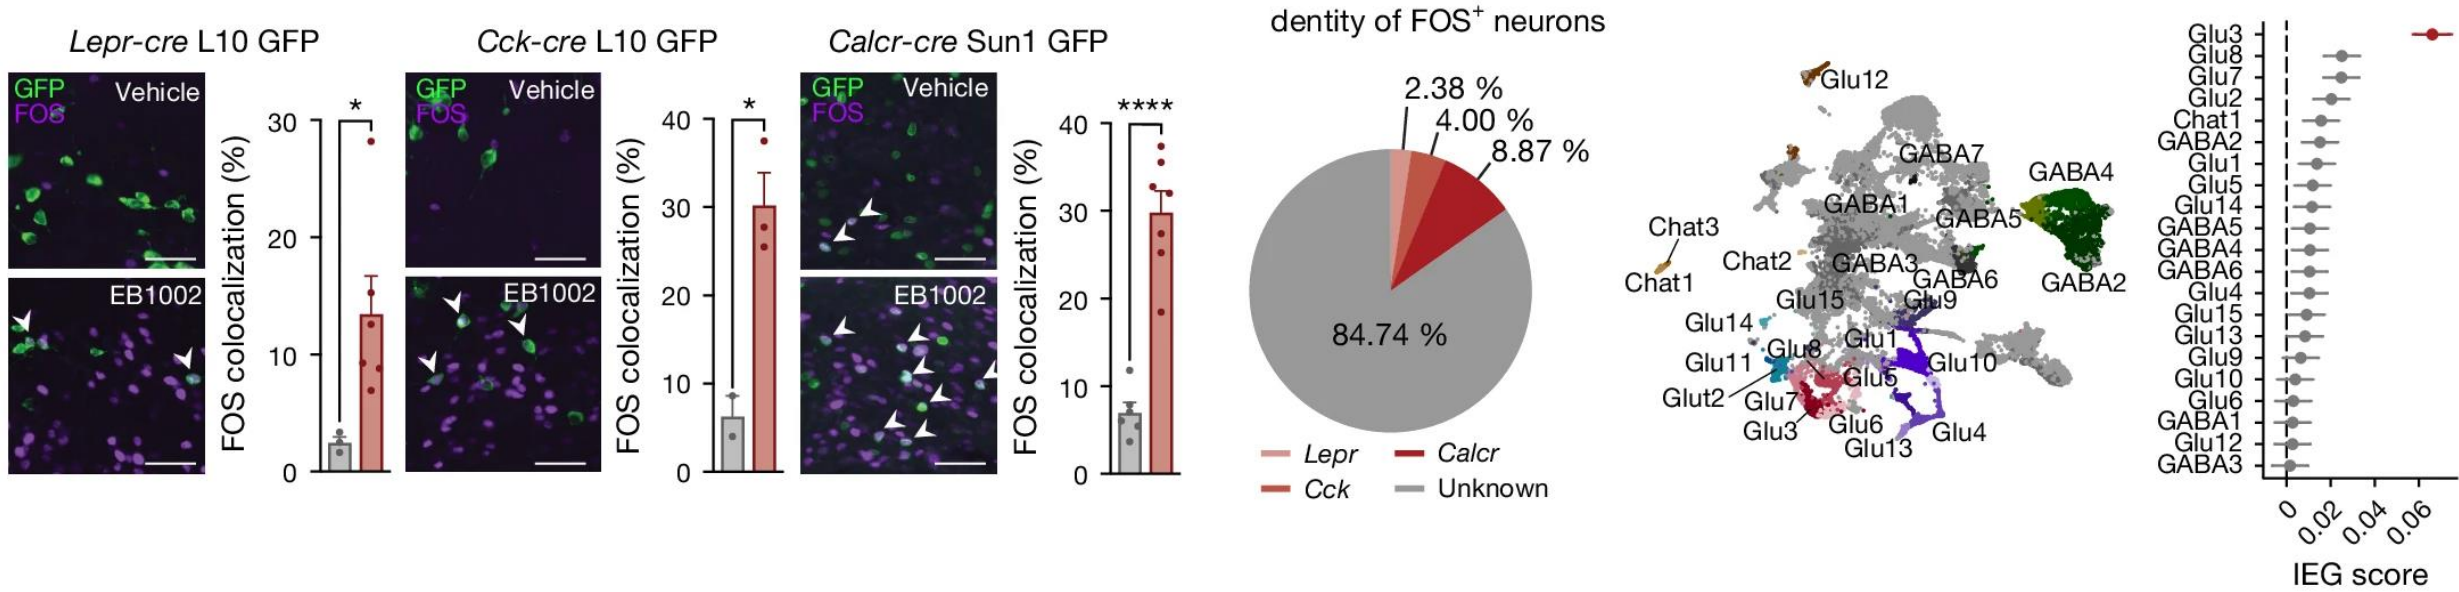 Lepr-cre L10 GFP
GFP
FOS
Vehicle
EB1002
FOS colocalization (%)
30
20
10
0
*
Cck-cre L10 GFP
GFP
FOS
Vehicle
EB1002
FOS colocalization (%)
40
30
20
10
0
*
Calcr-cre Sun1 GFP
GFP
FOS
Vehicle
EB1002
FOS colocalization (%)
40
30
20
10
0
****
dentity of FOS+ neurons
2.38 %
4.00 %
8.87 %
84.74 %
Lepr
Calcr
Cck
Unknown
Glu12
GABA7
GABA4
GABA1
GABA5
Chat3
Chat2
GABA3
GABA6
Chat1
GABA2
Glu15
Glu9
Glu14
Glu1
Glu8
Glu11
Glu10
Glu5
Glut2
Glu7
Glu6
Glu3
Glu4
Glu13
Glu3
Glu8
Glu7
Glu2
Chat1
GABA2
Glu1
Glu5
Glu14
GABA5
GABA4
GABA6
Glu4
Glu15
Glu13
Glu9
Glu10
Glu6
GABA1
Glu12
GABA3
0
0.02
0.04
0.06
IEG score